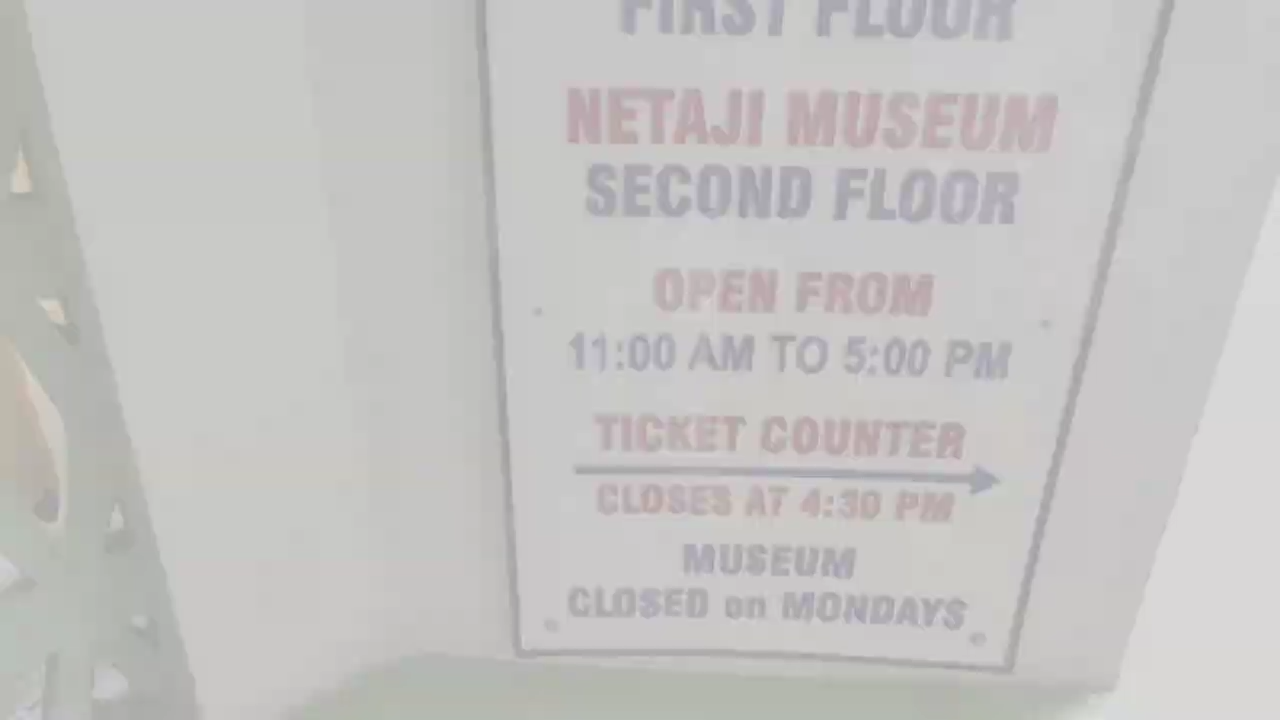 FIRST FLOOR
NETAJI MUSEUM
SECOND FLOOR
OPEN FROM
11:00 AM TO 5:00 PM
TICKET COUNTER
CLOSES AT 4:30 PM
MUSEUM
CLOSED on MONDAYS